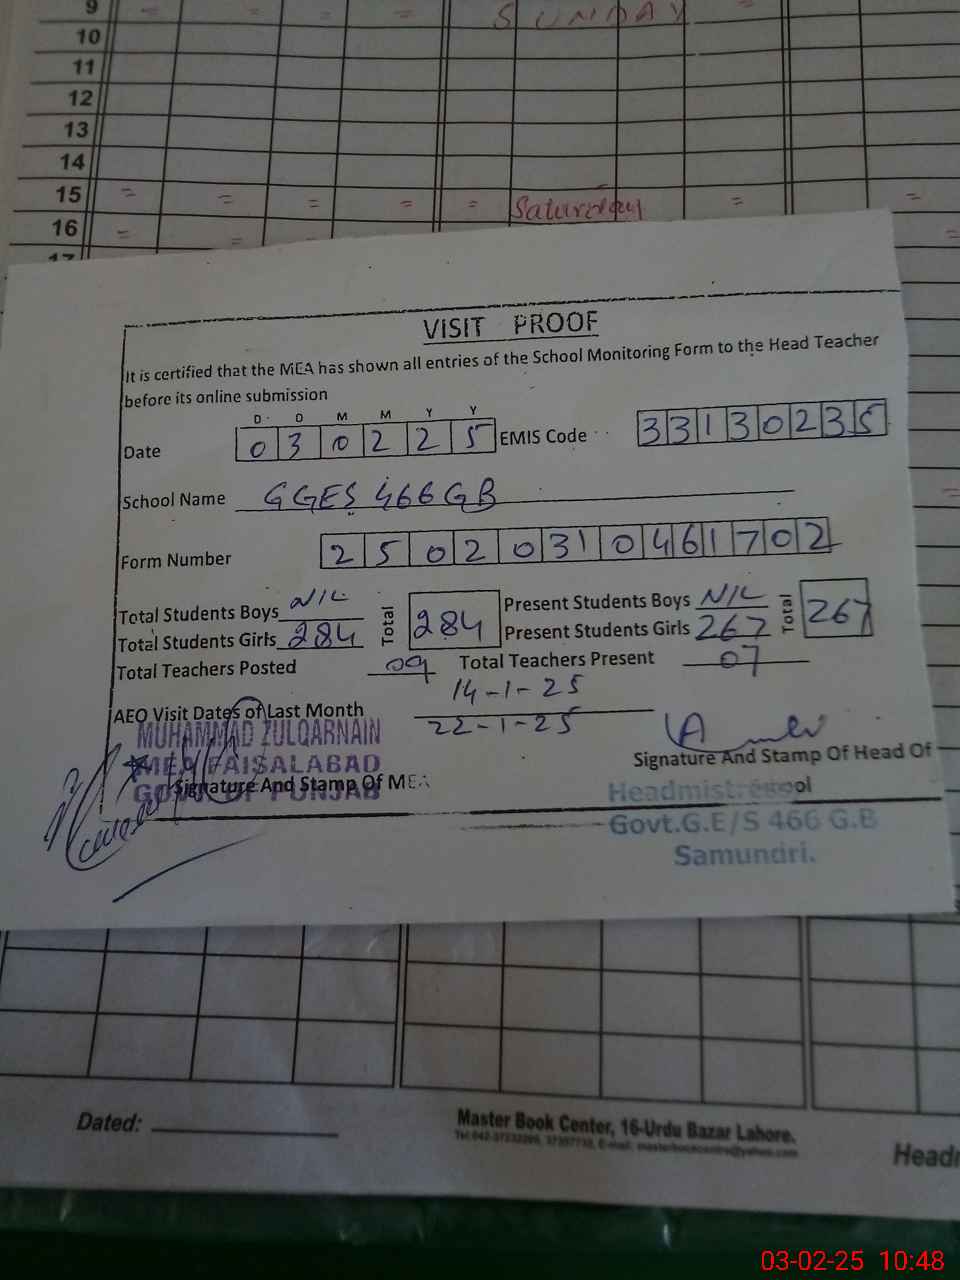 9 = = = = SUNDAY =
10
11
12
13
14
15 = = = = = Saturday = =
16 = = =
17
VISIT PROOF
It is certified that the MEA has shown all entries of the School Monitoring Form to the Head Teacher
before its online submission
D D M M Y Y
Date 0 3 0 2 2 5 EMIS Code 3 3 1 3 0 2 3 5
School Name GGES 466 GB
Form Number 2 5 0 2 0 3 1 0 4 6 1 7 0 2
Total Students Boys NIL Total 284 Present Students Boys NIL Total 267
Total Students Girls 284 Present Students Girls 267
Total Teachers Posted 09 Total Teachers Present 07
AEO Visit Dates of Last Month 14-1-25
22-1-25
MUHAMMAD ZULQARNAIN
MEA FAISALABAD
GOVT. OF PUNJAB
Signature And Stamp Of MEA
Signature And Stamp Of Head Of
School
Headmistress
Govt.G.E/S 466 G.B
Samundri.
Dated:
Master Book Center, 16-Urdu Bazar Lahore.
Headm
03-02-25 10:48